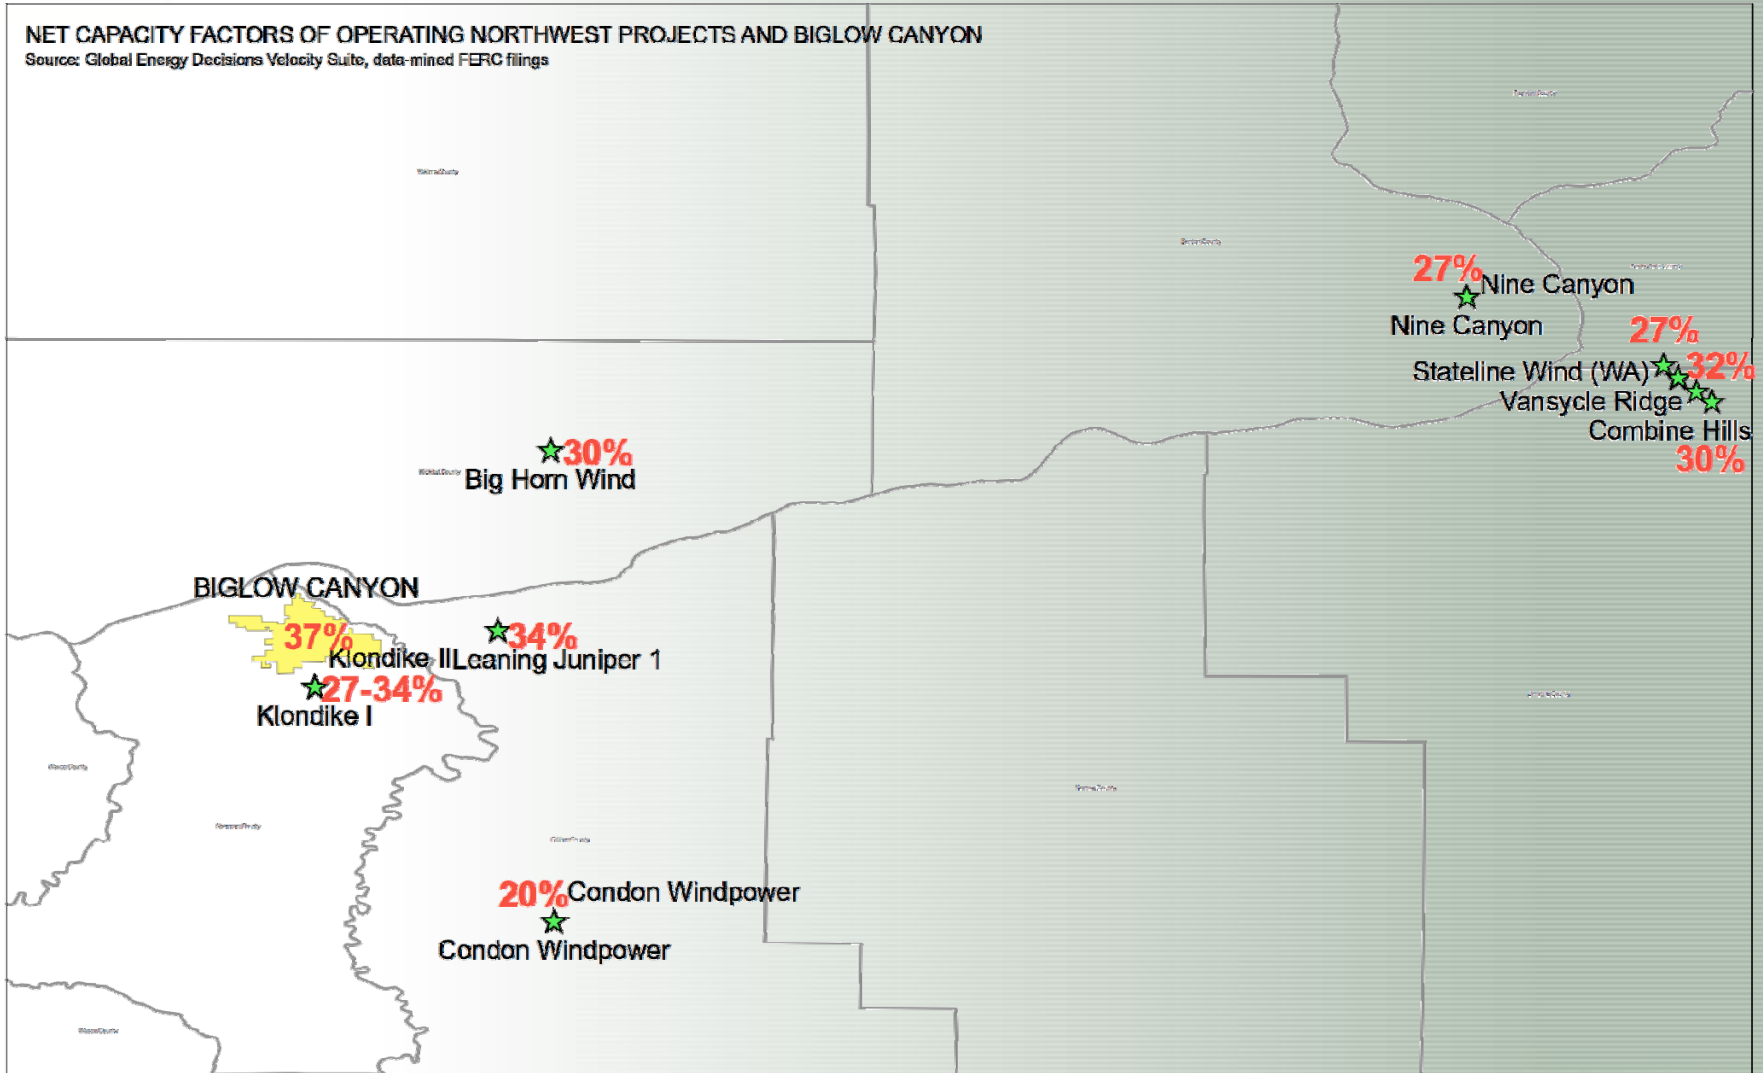 NET CAPACITY FACTORS OF OPERATING NORTHWEST PROJECTS AND BIGLOW CANYON
Source: Global Energy Decisions Velocity Suite, data-mined FERC filings
27%
Nine Canyon
Nine Canyon
27%
32%
Stateline Wind (WA)
Vansycle Ridge
Combine Hills
30%
30%
Big Horn Wind
BIGLOW CANYON
37%
34%
Klondike II
Leaning Juniper 1
27-34%
Klondike I
20%
Condon Windpower
Condon Windpower